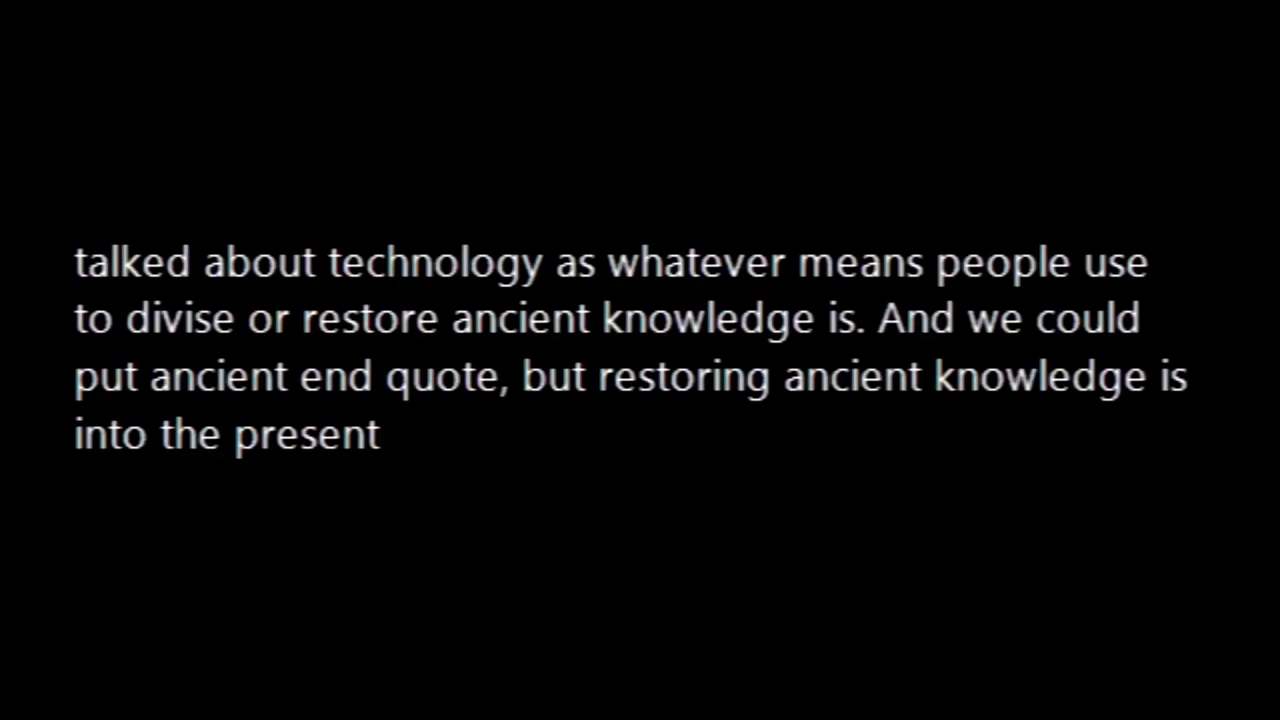 talked about technology as whatever means people use
to divise or restore ancient knowledge is. And we could
put ancient end quote, but restoring ancient knowledge is
into the present